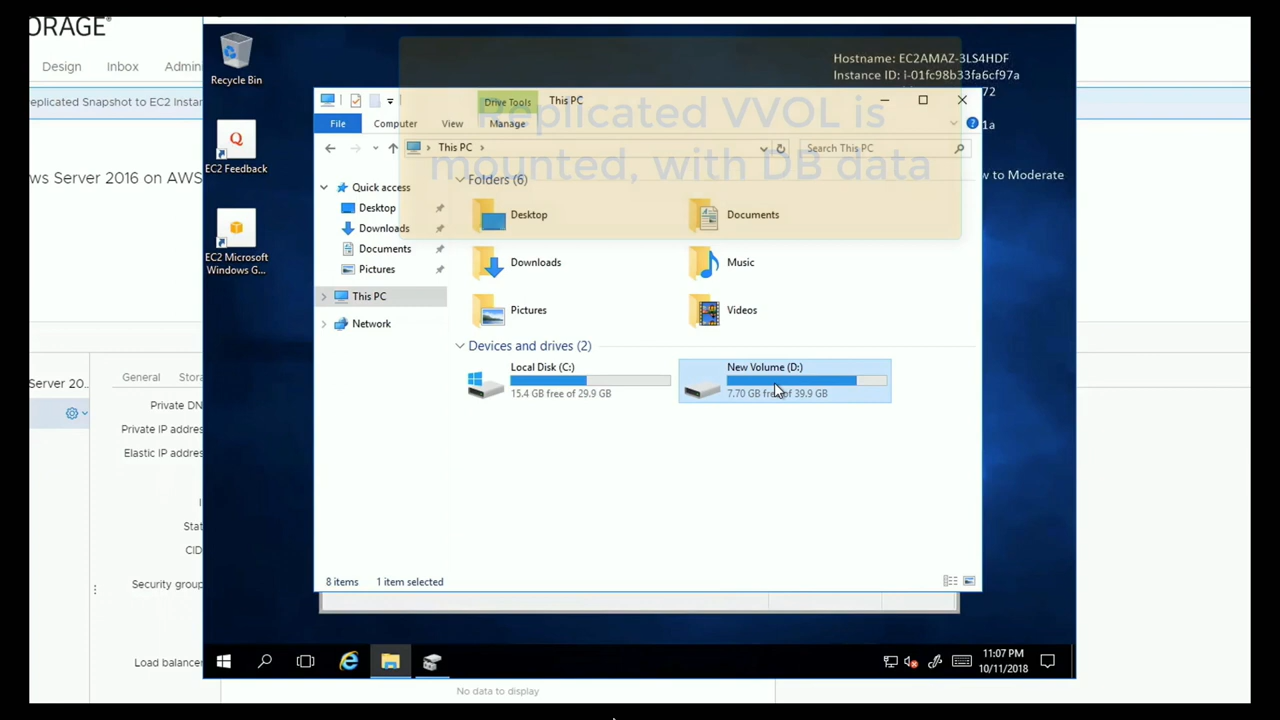 ORAGE®
Design
Inbox
Admin
eplicated Snapshot to EC2 Instan
ws Server 2016 on AWS
Server 20...
General
Stora
Private DN
Private IP addres
Elastic IP addres
I
Stat
CID
Security group
Load balancer
No data to display
Recycle Bin
EC2 Feedback
EC2 Microsoft
Windows G...
Hostname: EC2AMAZ-3LS4HDF
Instance ID: i-01fc98b33fa6cf97a
72
1a
w to Moderate
Replicated VVOL is
mounted, with DB data
Drive Tools
This PC
File
Computer
View
Manage
This PC
Search This PC
Quick access
Desktop
Downloads
Documents
Pictures
This PC
Network
Folders (6)
Desktop
Documents
Downloads
Music
Pictures
Videos
Devices and drives (2)
Local Disk (C:)
15.4 GB free of 29.9 GB
New Volume (D:)
7.70 GB free of 39.9 GB
8 items
1 item selected
11:07 PM
10/11/2018